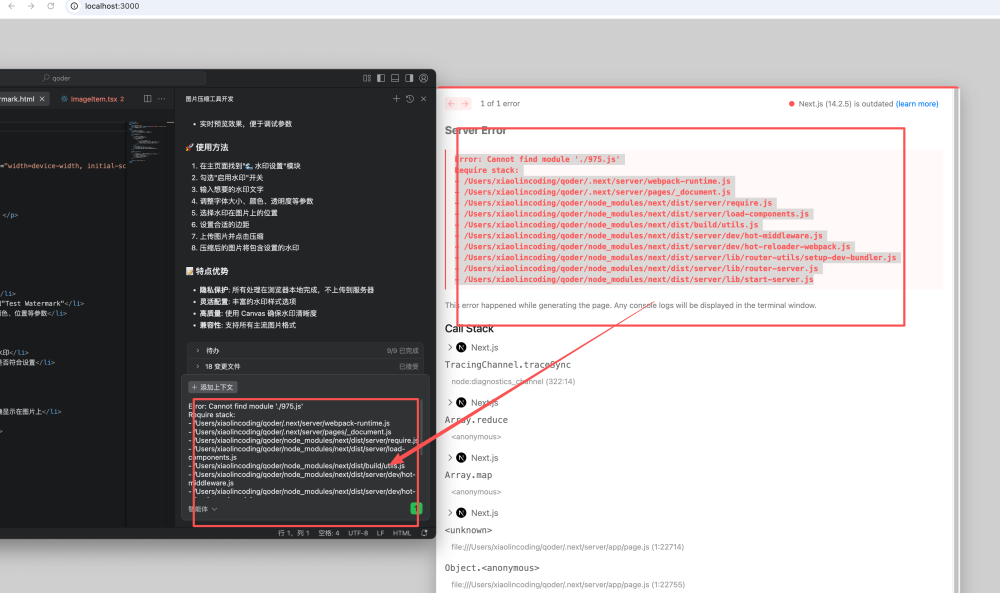 localhost:3000
qoder
rmark.html
ImageItem.tsx 2
图片压缩工具开发
="width=device-width, initial-sc
</p>
</li>
"Test Watermark"</li>
颜色、位置等参数</li>
水印</li>
是否符合设置</li>
显示在图片上</li>
实时预览效果，便于调试参数
🚀 使用方法
1. 在主页面找到"🌊 水印设置"模块
2. 勾选"启用水印"开关
3. 输入想要的水印文字
4. 调整字体大小、颜色、透明度等参数
5. 选择水印在图片上的位置
6. 设置合适的边距
7. 上传图片并点击压缩
8. 压缩后的图片将包含设置的水印
📝 特点优势
隐私保护: 所有处理在浏览器本地完成，不上传到服务器
灵活配置: 丰富的水印样式选项
高质量: 使用 Canvas 确保水印清晰度
兼容性: 支持所有主流图片格式
待办 9/9 已完成
18 变更文件 已接受
添加上下文
Error: Cannot find module './975.js'
Require stack:
- /Users/xiaolincoding/qoder/.next/server/webpack-runtime.js
- /Users/xiaolincoding/qoder/.next/server/pages/_document.js
- /Users/xiaolincoding/qoder/node_modules/next/dist/server/require.js
- /Users/xiaolincoding/qoder/node_modules/next/dist/server/load-
components.js
- /Users/xiaolincoding/qoder/node_modules/next/dist/build/utils.js
- /Users/xiaolincoding/qoder/node_modules/next/dist/server/dev/hot-
middleware.js
- /Users/xiaolincoding/qoder/node_modules/next/dist/server/dev/hot-
智能体
行 1，列 1 空格: 4 UTF-8 LF HTML
1 of 1 error
Next.js (14.2.5) is outdated (learn more)
Server Error
Error: Cannot find module './975.js'
Require stack:
- /Users/xiaolincoding/qoder/.next/server/webpack-runtime.js
- /Users/xiaolincoding/qoder/.next/server/pages/_document.js
- /Users/xiaolincoding/qoder/node_modules/next/dist/server/require.js
- /Users/xiaolincoding/qoder/node_modules/next/dist/server/load-components.js
- /Users/xiaolincoding/qoder/node_modules/next/dist/build/utils.js
- /Users/xiaolincoding/qoder/node_modules/next/dist/server/dev/hot-middleware.js
- /Users/xiaolincoding/qoder/node_modules/next/dist/server/dev/hot-reloader-webpack.js
- /Users/xiaolincoding/qoder/node_modules/next/dist/server/lib/router-utils/setup-dev-bundler.js
- /Users/xiaolincoding/qoder/node_modules/next/dist/server/lib/router-server.js
- /Users/xiaolincoding/qoder/node_modules/next/dist/server/lib/start-server.js
This error happened while generating the page. Any console logs will be displayed in the terminal window.
Call Stack
Next.js
TracingChannel.traceSync
node:diagnostics_channel (322:14)
Next.js
Array.reduce
<anonymous>
Next.js
Array.map
<anonymous>
Next.js
<unknown>
file:///Users/xiaolincoding/qoder/.next/server/app/page.js (1:22714)
Object.<anonymous>
file:///Users/xiaolincoding/qoder/.next/server/app/page.js (1:22755)